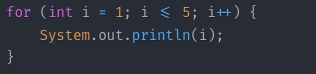 for (int i = 1; i <= 5; i++) {
    System.out.println(i);
}